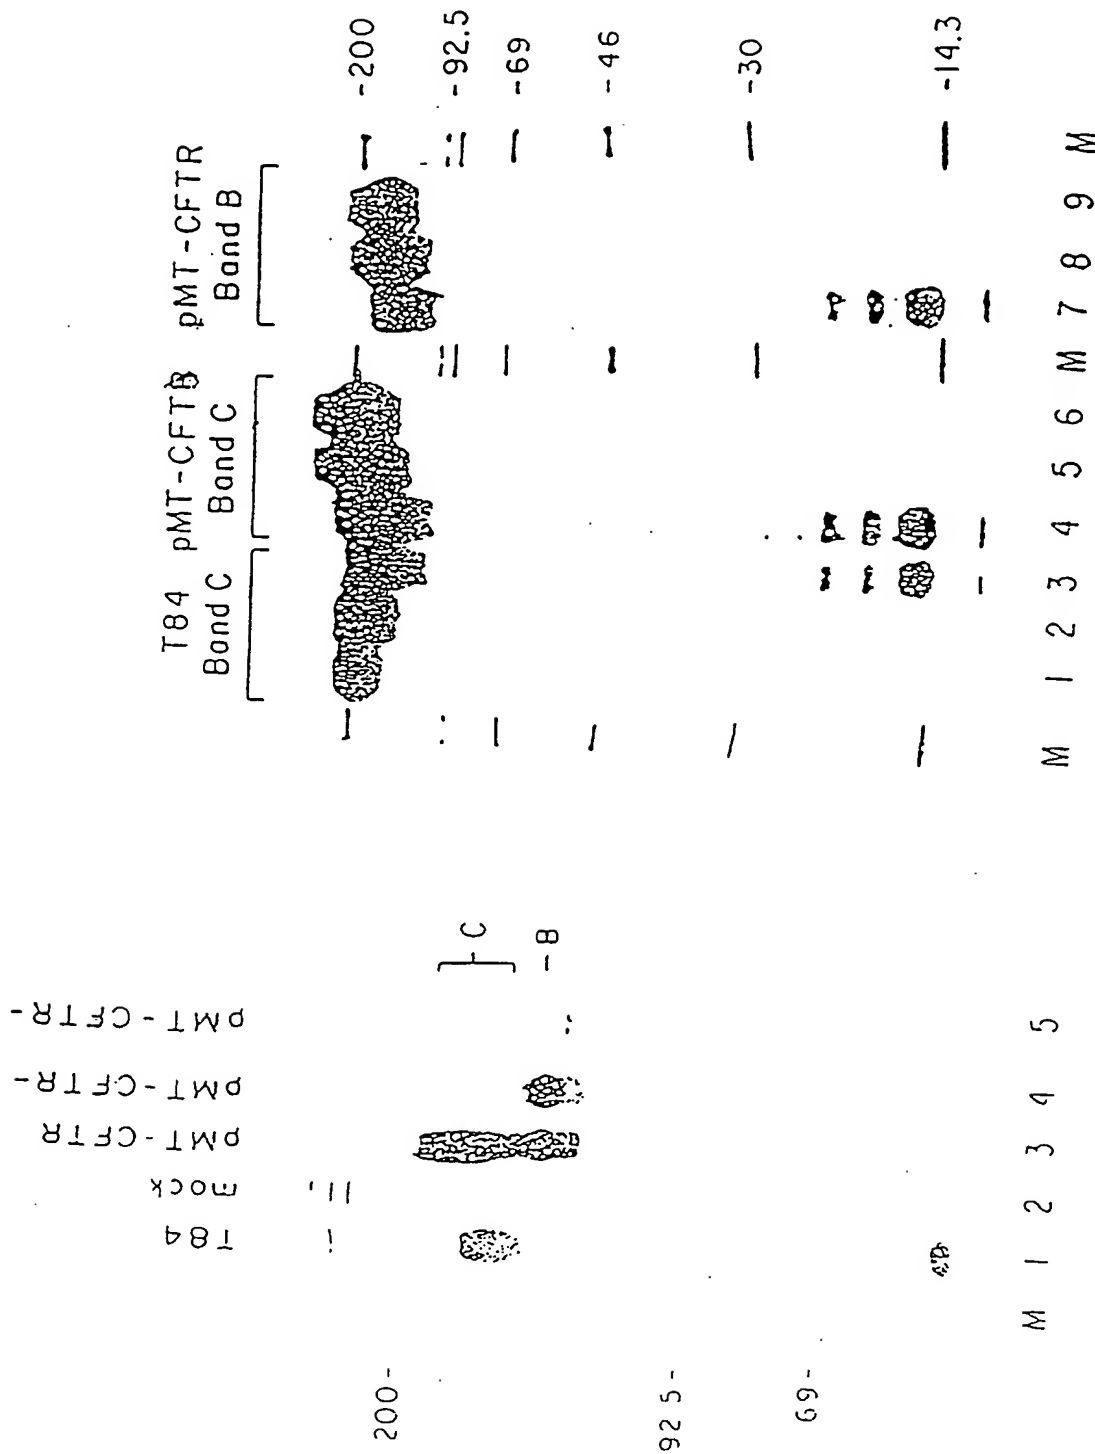 T84
Band C
pMT-CFTR
Band C
pMT-CFTR
Band B
-200
-92.5
-69
-46
-30
-14.3
M 1 2 3 4 5 6 M 7 8 9 M
T84
mock
pMT-CFTR
pMT-CFTR-
pMT-CFTR-
C
-B
200-
92 5-
69-
M 1 2 3 4 5